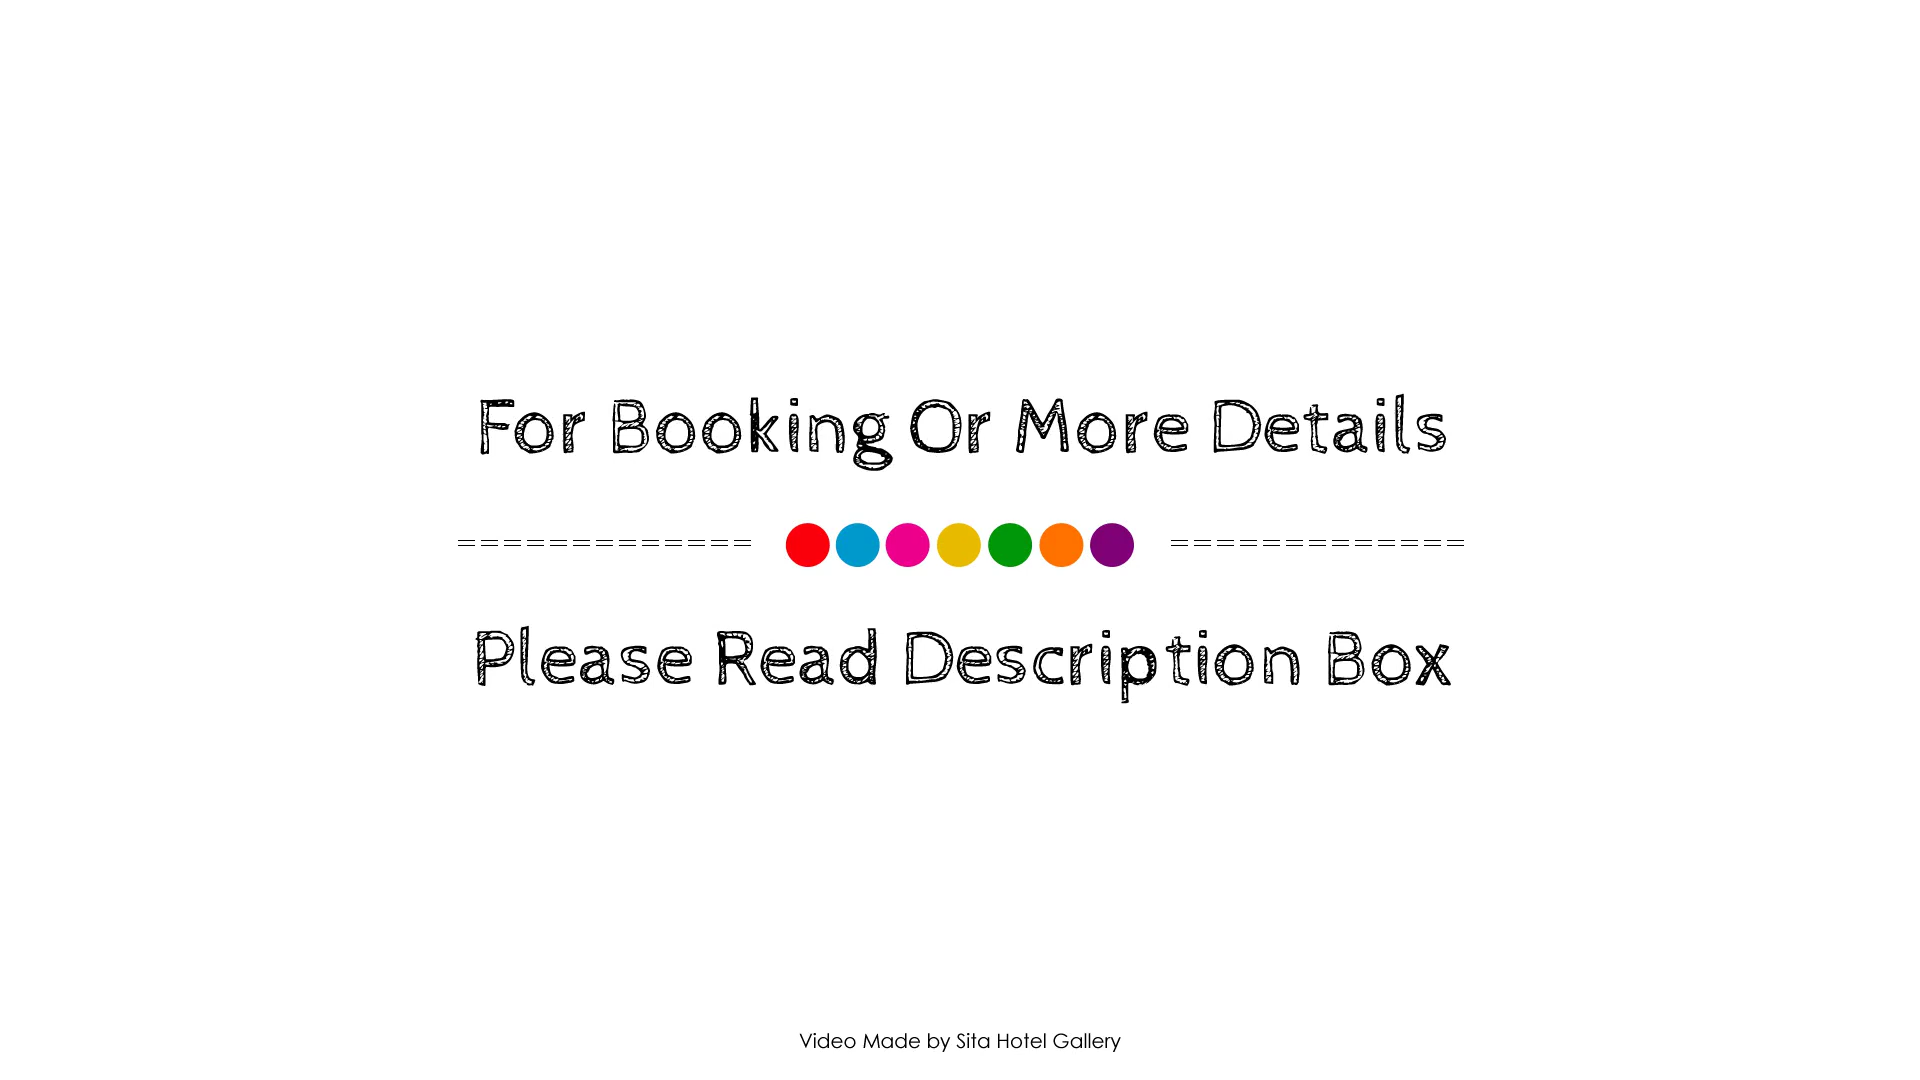 For Booking Or More Details
============= =============
Please Read Description Box
Video Made by Sita Hotel Gallery